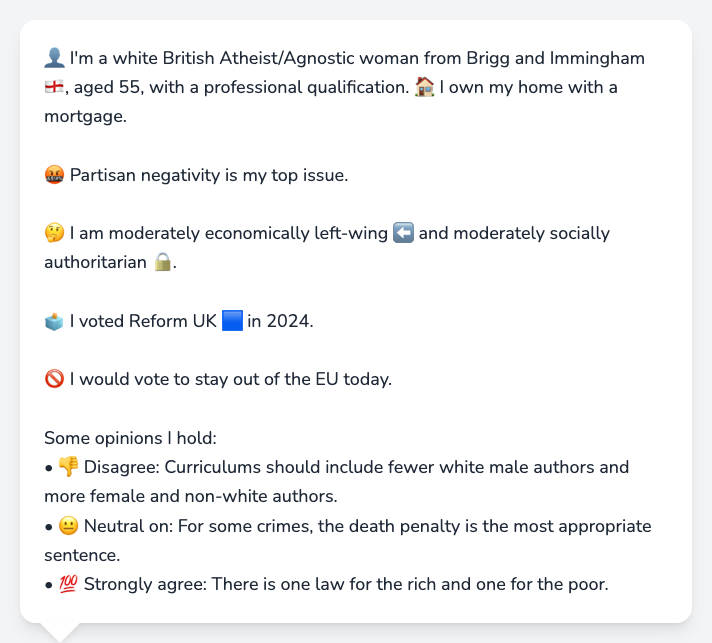 👤 I'm a white British Atheist/Agnostic woman from Brigg and Immingham
🏴󠁧󠁢󠁥󠁮󠁧󠁿, aged 55, with a professional qualification. 🏠 I own my home with a
mortgage.
🤬 Partisan negativity is my top issue.
🤔 I am moderately economically left-wing ⬅️ and moderately socially
authoritarian 🔒.
🗳️ I voted Reform UK 🟦 in 2024.
🚫 I would vote to stay out of the EU today.
Some opinions I hold:
• 👎 Disagree: Curriculums should include fewer white male authors and
more female and non-white authors.
• 😐 Neutral on: For some crimes, the death penalty is the most appropriate
sentence.
• 💯 Strongly agree: There is one law for the rich and one for the poor.